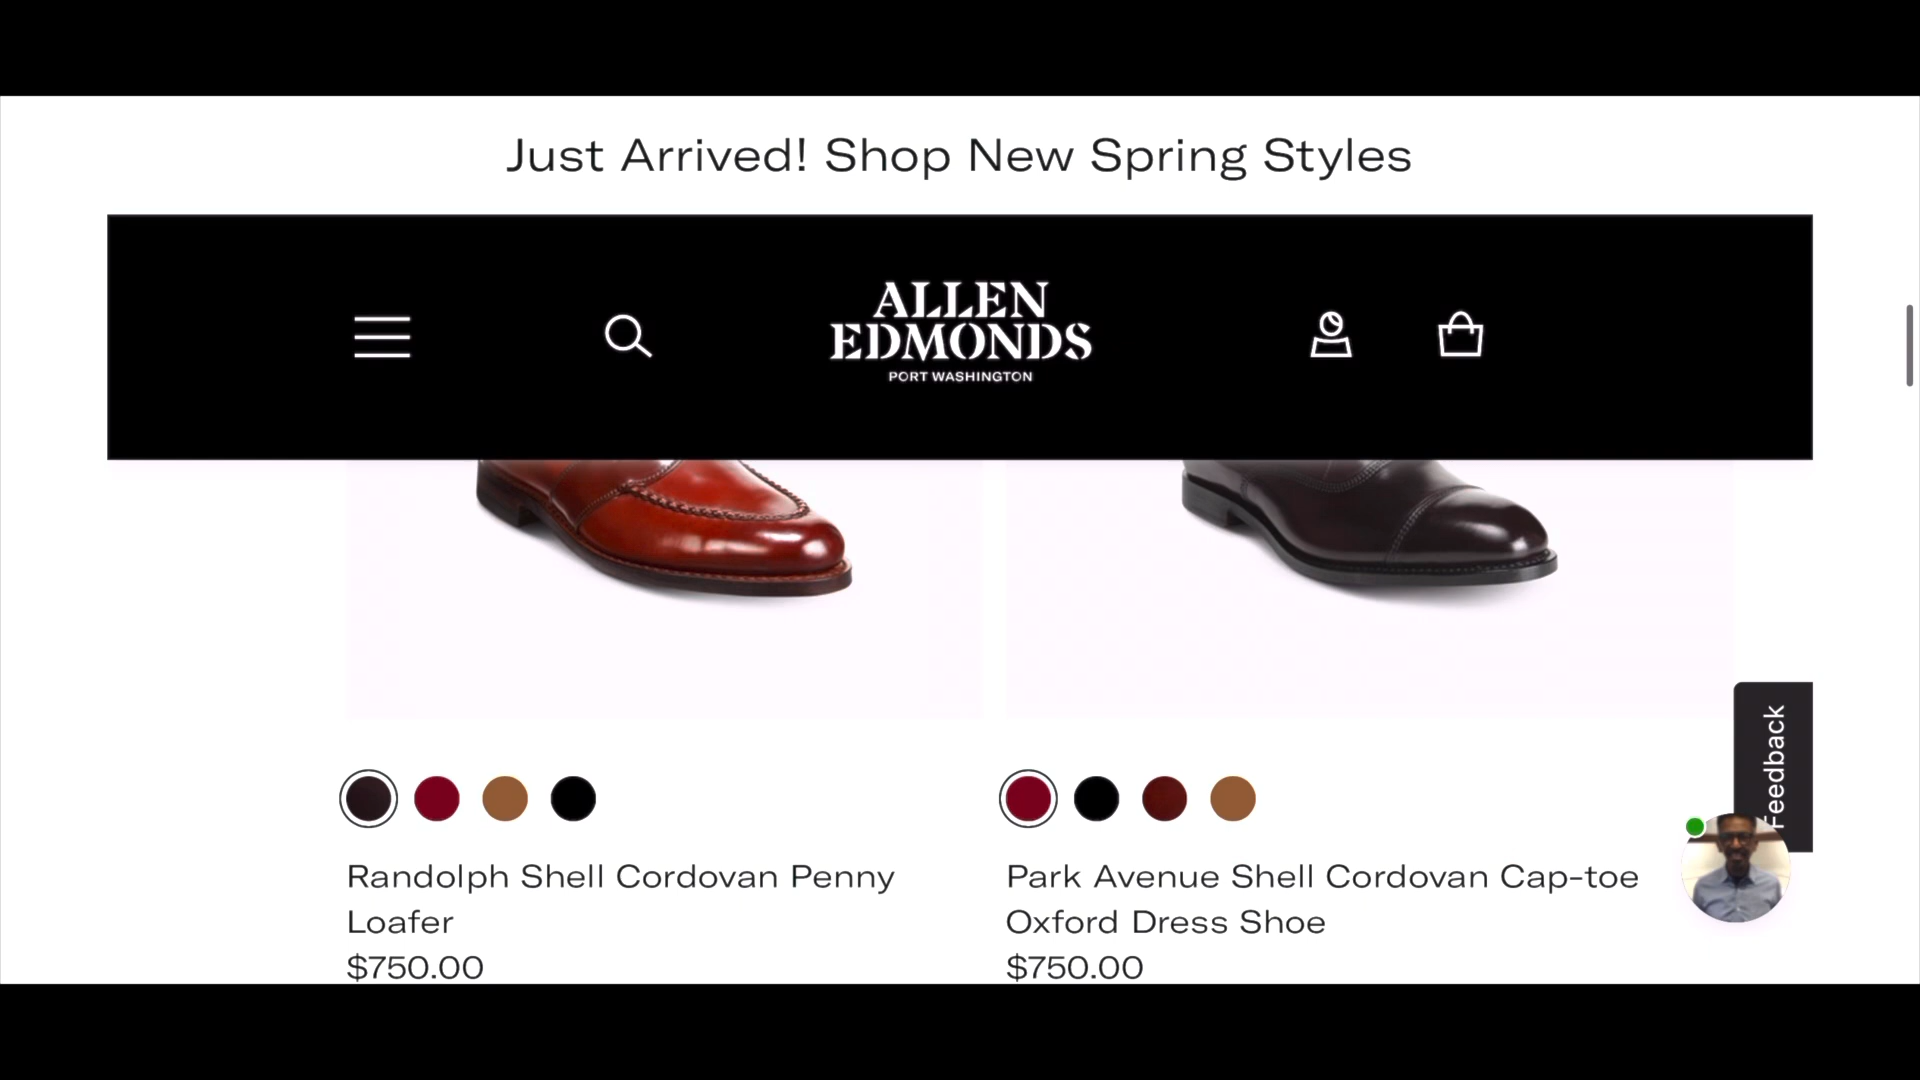 Just Arrived! Shop New Spring Styles
ALLEN
EDMONDS
PORT WASHINGTON
Feedback
Randolph Shell Cordovan Penny
Loafer
$750.00
Park Avenue Shell Cordovan Cap-toe
Oxford Dress Shoe
$750.00